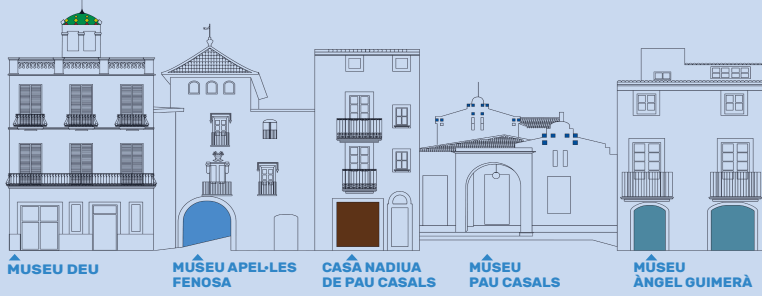 MUSEU DEU
MUSEU APEL•LES
FENOSA
CASA NADIUA
DE PAU CASALS
MUSEU
PAU CASALS
MUSEU
ÀNGEL GUIMERÀ